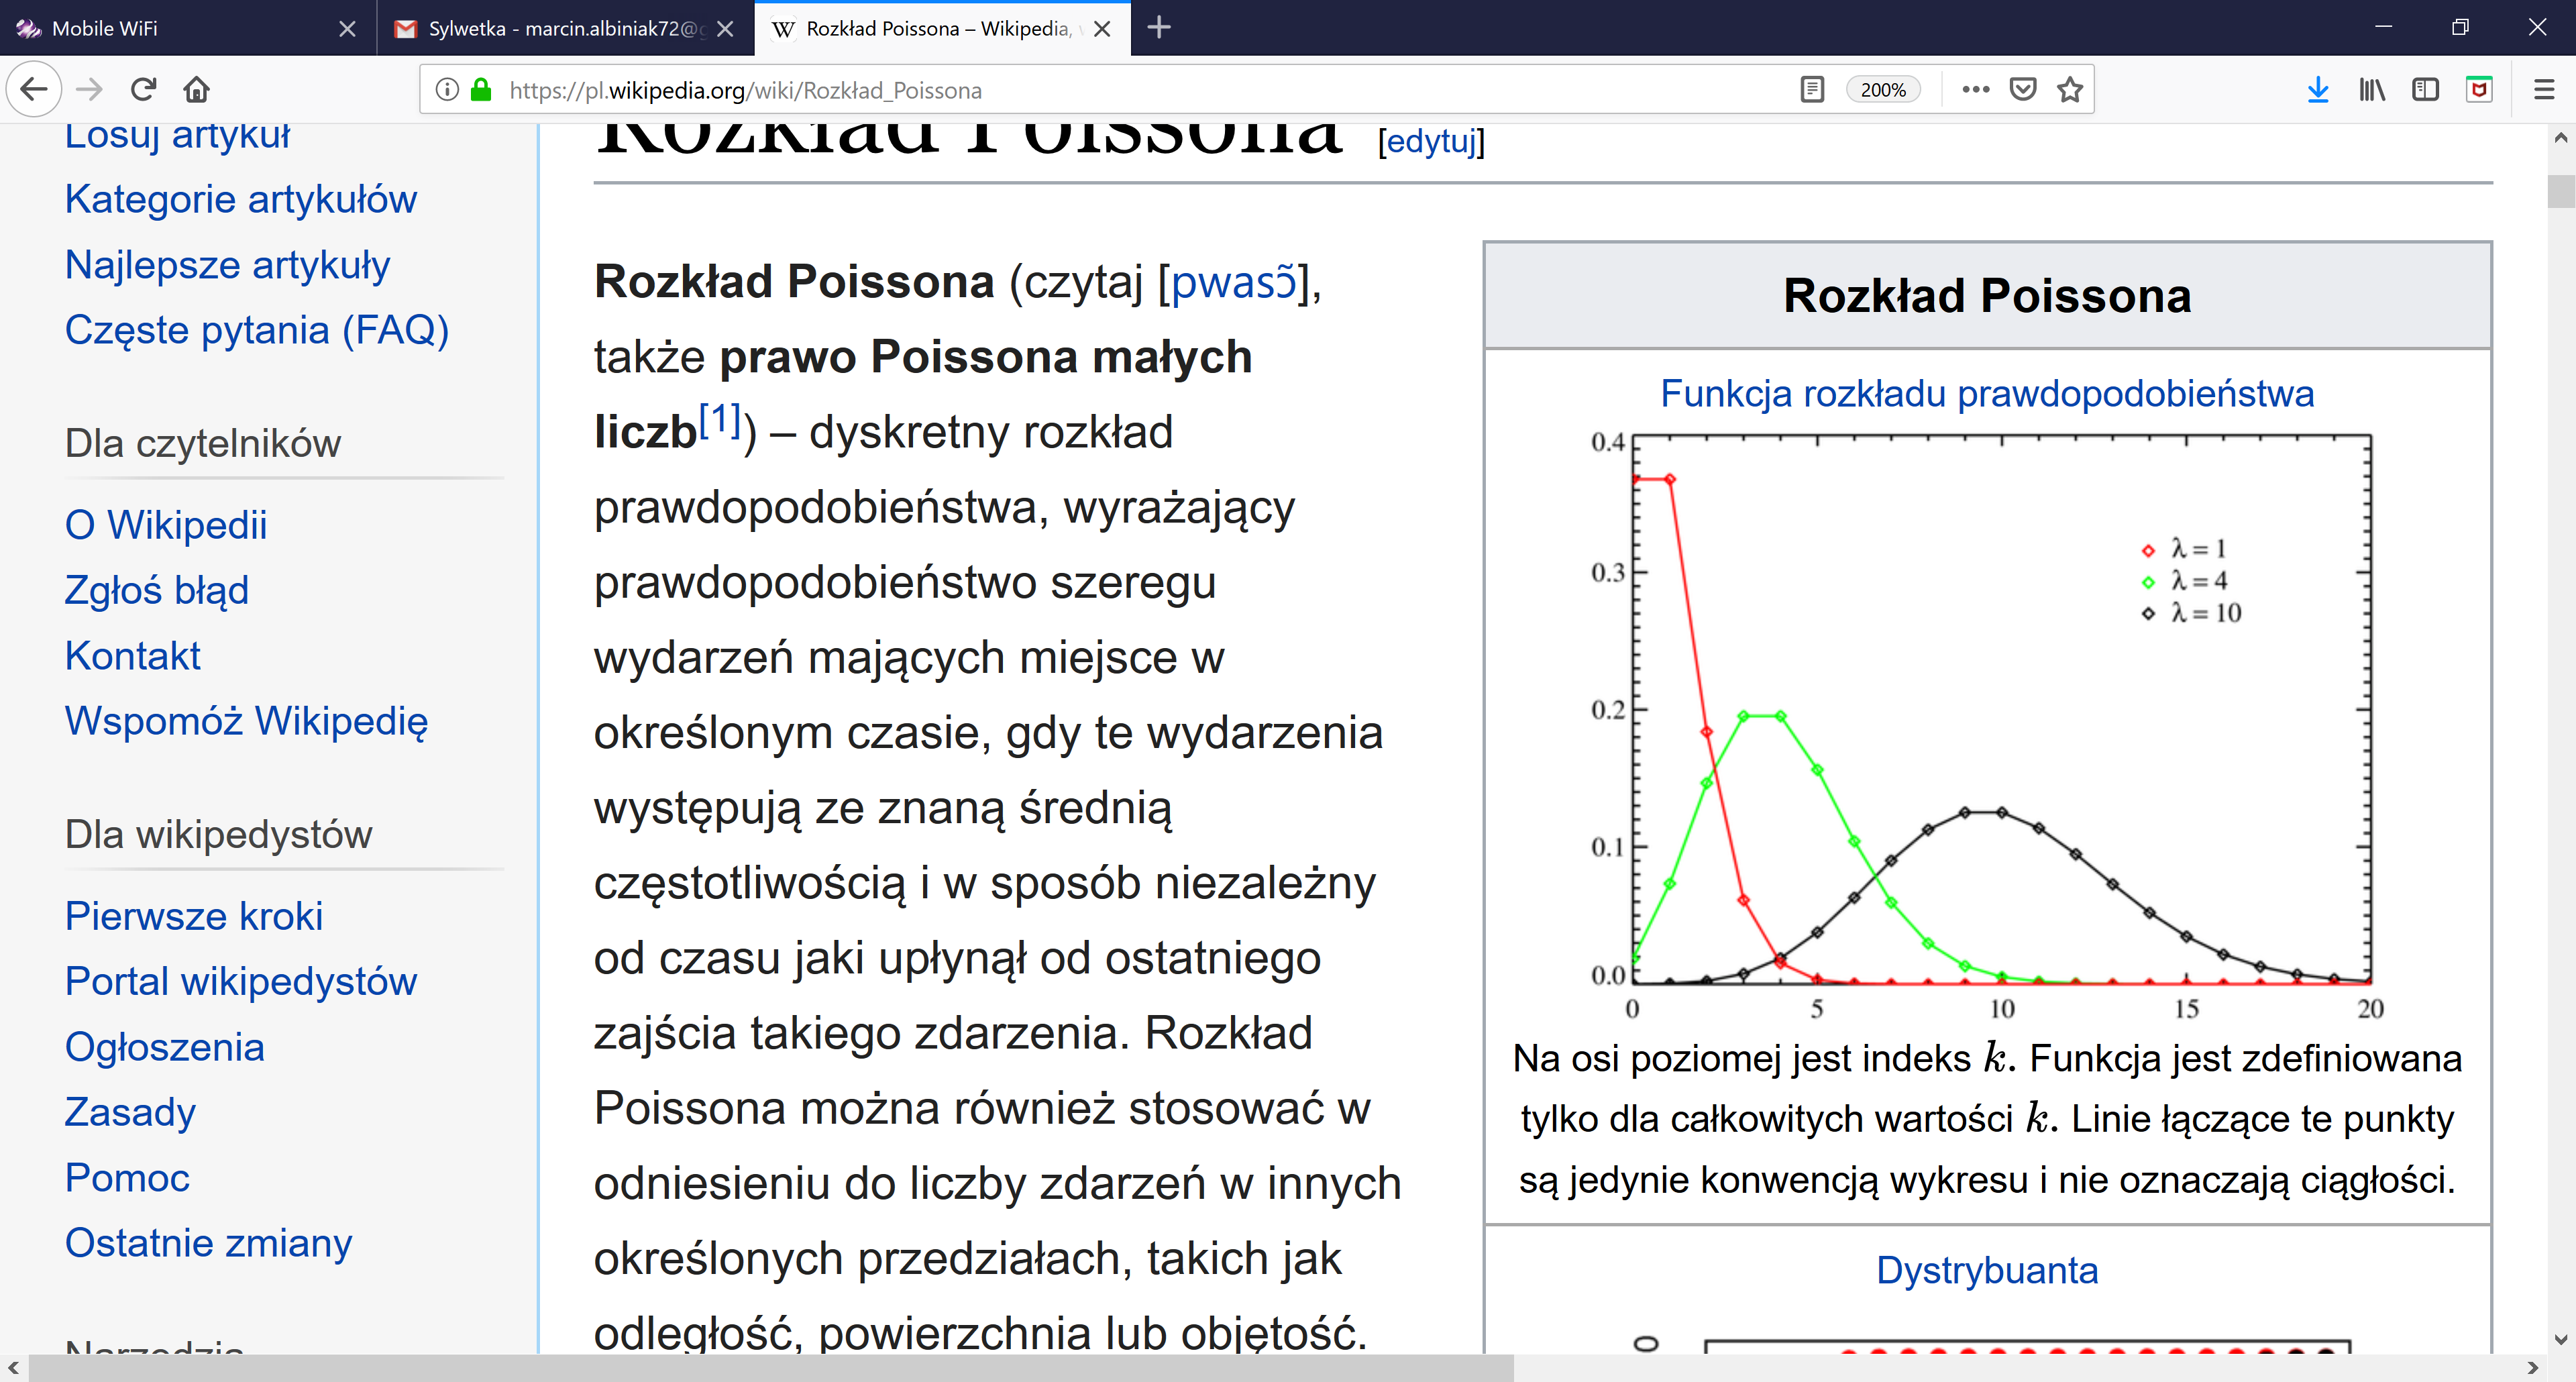 Mobile WiFi
Sylwetka - marcin.albiniak72@g
Rozkład Poissona – Wikipedia,
https://pl.wikipedia.org/wiki/Rozkład_Poissona
200%
Losuj artykuł
Kategorie artykułów
Najlepsze artykuły
Częste pytania (FAQ)
Dla czytelników
O Wikipedii
Zgłoś błąd
Kontakt
Wspomóż Wikipedię
Dla wikipedystów
Pierwsze kroki
Portal wikipedystów
Ogłoszenia
Zasady
Pomoc
Ostatnie zmiany
Narzędzia
Rozkład Poissona [edytuj]
Rozkład Poissona (czytaj [pwasɔ̃],
także prawo Poissona małych
liczb[1]) – dyskretny rozkład
prawdopodobieństwa, wyrażający
prawdopodobieństwo szeregu
wydarzeń mających miejsce w
określonym czasie, gdy te wydarzenia
występują ze znaną średnią
częstotliwością i w sposób niezależny
od czasu jaki upłynął od ostatniego
zajścia takiego zdarzenia. Rozkład
Poissona można również stosować w
odniesieniu do liczby zdarzeń w innych
określonych przedziałach, takich jak
odległość, powierzchnia lub objętość.
Rozkład Poissona
Funkcja rozkładu prawdopodobieństwa
0.4
0.3
0.2
0.1
0.0
λ = 1
λ = 4
λ = 10
0 5 10 15 20
Na osi poziomej jest indeks k. Funkcja jest zdefiniowana
tylko dla całkowitych wartości k. Linie łączące te punkty
są jedynie konwencją wykresu i nie oznaczają ciągłości.
Dystrybuanta
0